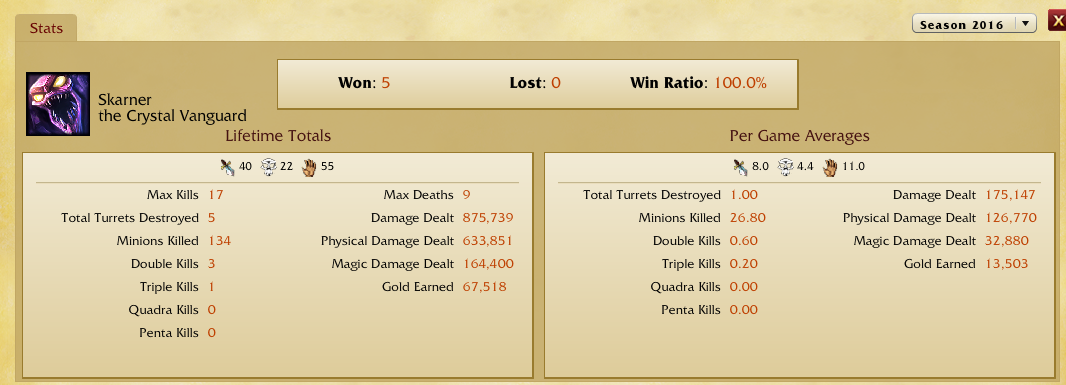 Stats
Season 2016
X
Won: 5 Lost: 0 Win Ratio: 100.0%
Skarner
the Crystal Vanguard
Lifetime Totals
40 22 55
Max Kills 17 Max Deaths 9
Total Turrets Destroyed 5 Damage Dealt 875,739
Minions Killed 134 Physical Damage Dealt 633,851
Double Kills 3 Magic Damage Dealt 164,400
Triple Kills 1 Gold Earned 67,518
Quadra Kills 0
Penta Kills 0
Per Game Averages
8.0 4.4 11.0
Total Turrets Destroyed 1.00 Damage Dealt 175,147
Minions Killed 26.80 Physical Damage Dealt 126,770
Double Kills 0.60 Magic Damage Dealt 32,880
Triple Kills 0.20 Gold Earned 13,503
Quadra Kills 0.00
Penta Kills 0.00